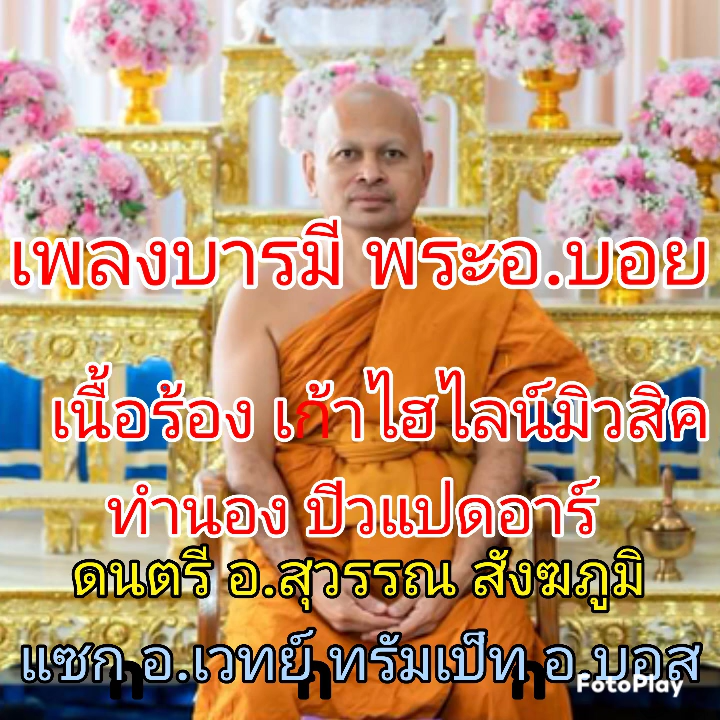 เพลงบารมี พระอ.บอย
เนื้อร้อง เก้าไฮไลน์มิวสิค
ทำนอง ปีวแปดอาร์
ดนตรี อ.สุวรรณ สังฆภูมิ
แซก อ.เวทย์ ทรัมเป็ท อ.บอส
FotoPlay